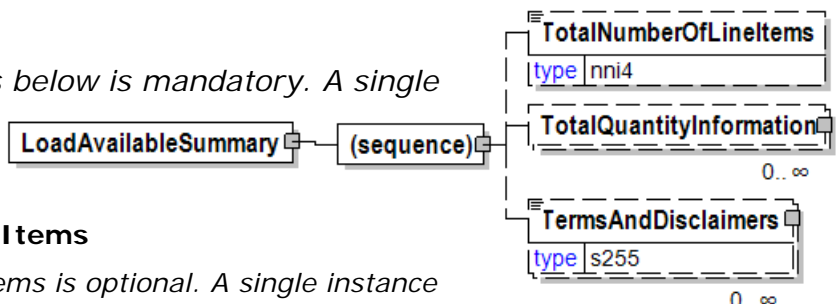 s below is mandatory. A single
Items
ems is optional. A single instance
LoadAvailableSummary
(sequence)
TotalNumberOfLineItems
type nni4
TotalQuantityInformation
0.. ∞
TermsAndDisclaimers
type s255
0.. ∞